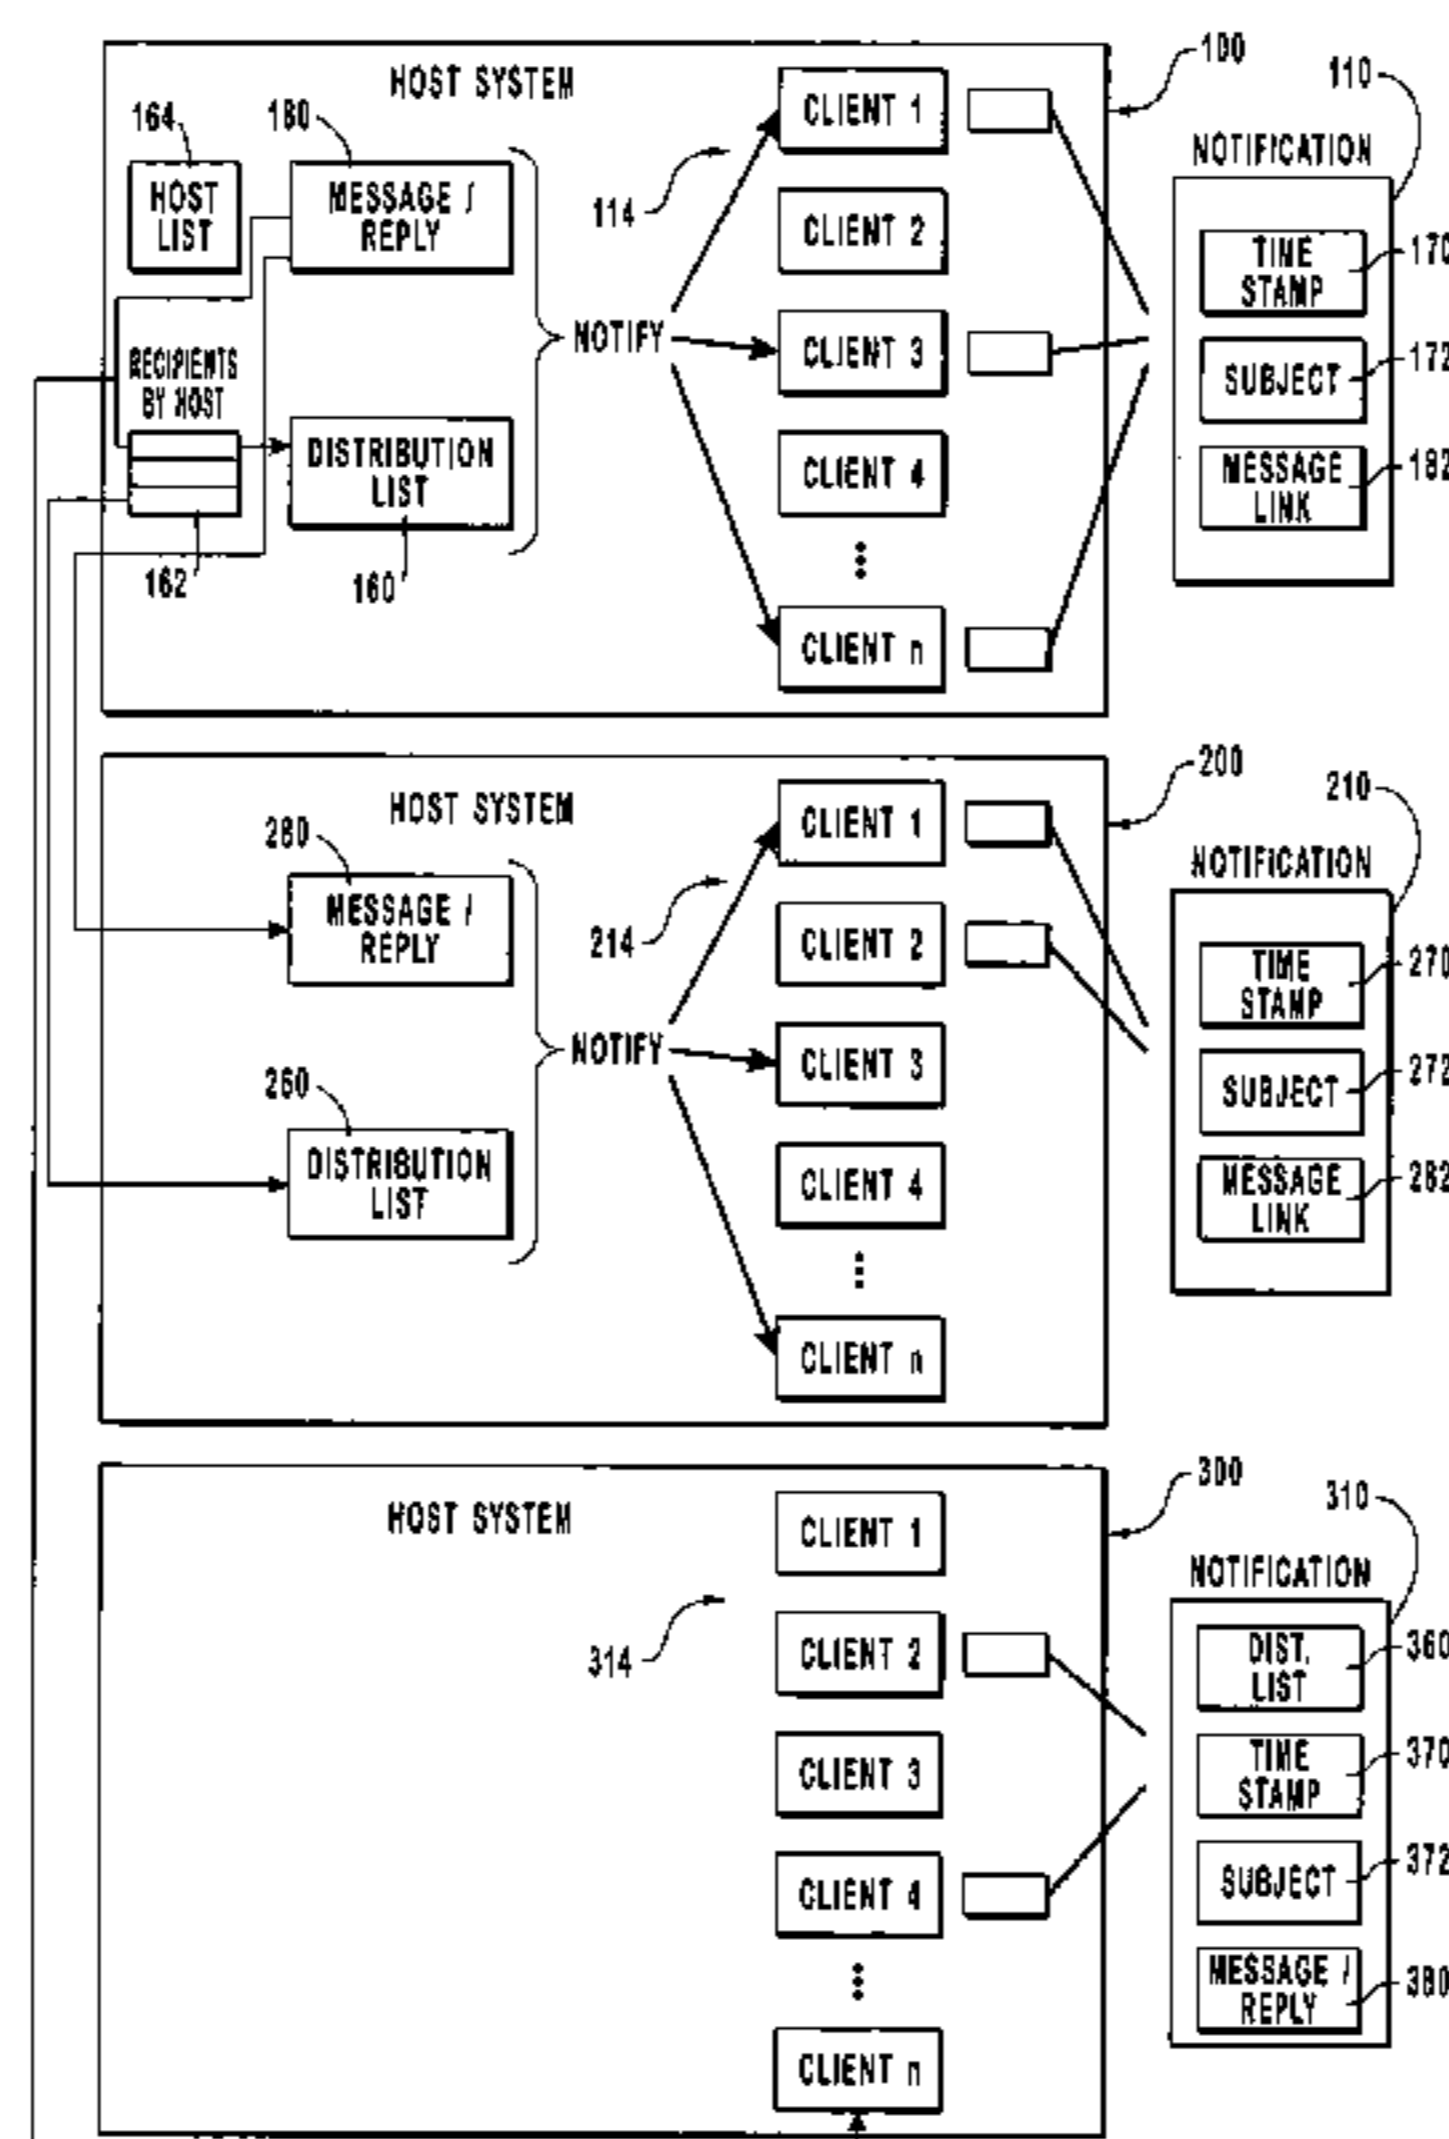 HOST SYSTEM
100
110
164
180
CLIENT 1
NOTIFICATION
HOST
LIST
MESSAGE /
REPLY
114
CLIENT 2
TIME
STAMP
170
NOTIFY
CLIENT 3
RECIPIENTS
BY HOST
SUBJECT
172
DISTRIBUTION
LIST
CLIENT 4
MESSAGE
LINK
182
162
160
CLIENT n
HOST SYSTEM
200
210
280
CLIENT 1
NOTIFICATION
MESSAGE /
REPLY
214
CLIENT 2
TIME
STAMP
270
NOTIFY
CLIENT 3
260
SUBJECT
272
DISTRIBUTION
LIST
CLIENT 4
MESSAGE
LINK
282
CLIENT n
HOST SYSTEM
300
310
CLIENT 1
NOTIFICATION
314
CLIENT 2
DIST.
LIST
360
CLIENT 3
TIME
STAMP
370
CLIENT 4
SUBJECT
372
MESSAGE /
REPLY
380
CLIENT n